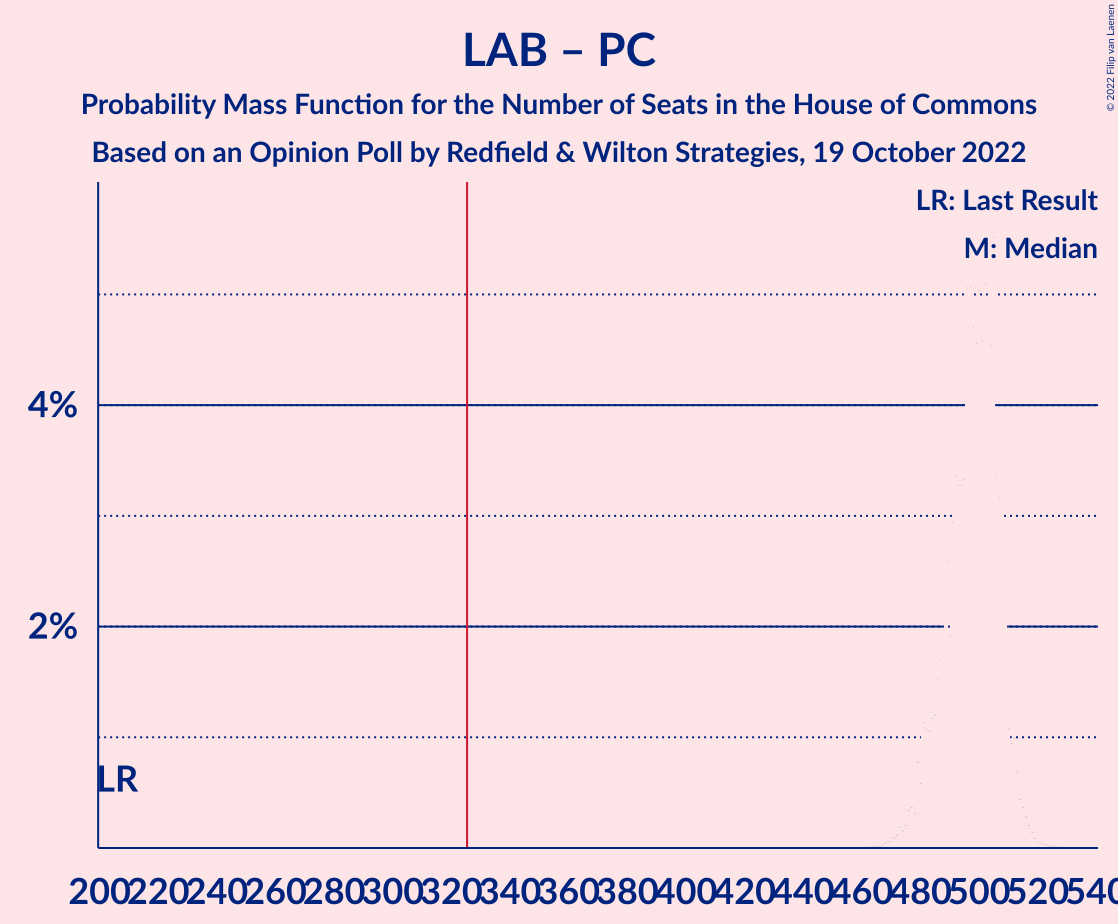 LAB – PC
Probability Mass Function for the Number of Seats in the House of Commons
Based on an Opinion Poll by Redfield & Wilton Strategies, 19 October 2022
© 2022 Filip van Laenen
LR: Last Result
M: Median
4%
2%
LR
200 220 240 260 280 300 320 340 360 380 400 420 440 460 480 500 520 540